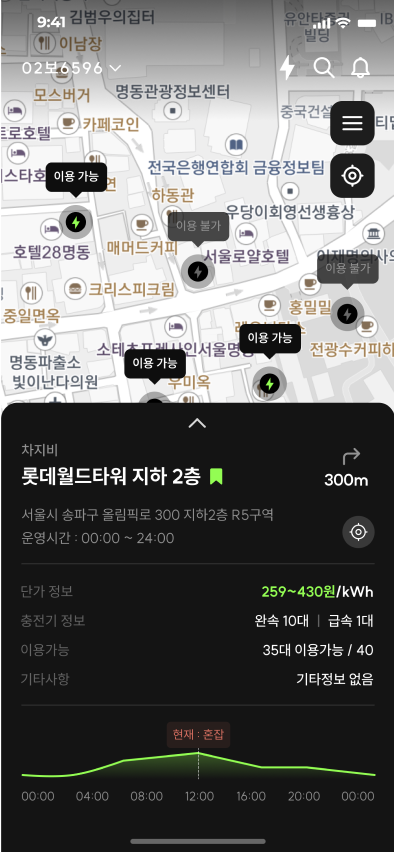 김범우의집터
9:41
유안타증권
빌딩
이남장
02보6596
모스버거
명동관광정보센터
카페코인
중국건설
전국은행연합회 금융정보팀
이용 가능
하동관
우당이회영선생흉상
이용 불가
호텔28명동
매머드커피
서울로얄호텔
이용 불가
크리스피크림
홍밀밀
중일면옥
이용 가능
명동파출소
전광수커피하
이용 가능
빛이난다의원
우미옥
차지비
롯데월드타워 지하 2층
300m
서울시 송파구 올림픽로 300 지하2층 R5구역
운영시간 : 00:00 ~ 24:00
단가 정보 259~430원/kWh
충전기 정보 완속 10대 | 급속 1대
이용가능 35대 이용가능 / 40
기타사항 기타정보 없음
현재 : 혼잡
00:00 04:00 08:00 12:00 16:00 20:00 00:00